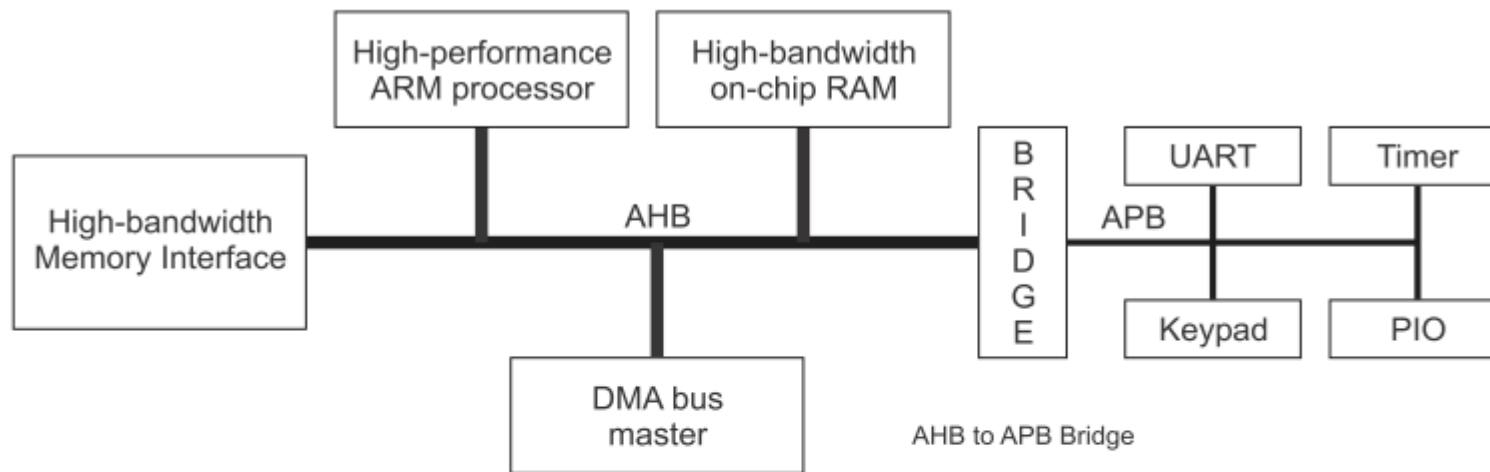 High-performance
ARM processor
High-bandwidth
on-chip RAM
High-bandwidth
Memory Interface
AHB
BRIDGE
APB
UART
Timer
Keypad
PIO
DMA bus
master
AHB to APB Bridge